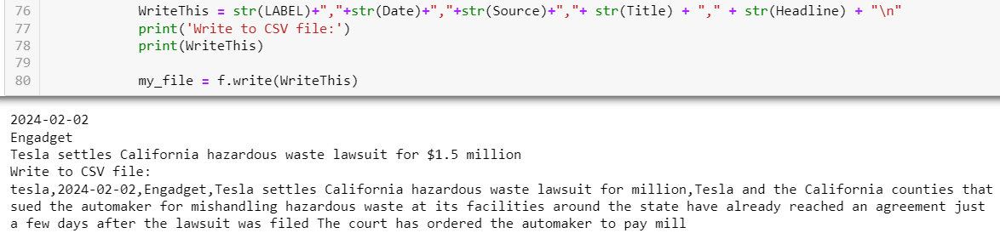 76 WriteThis = str(LABEL)+","+str(Date)+","+str(Source)+","+ str(Title) + "," + str(Headline) + "\n"
77 print('Write to CSV file:')
78 print(WriteThis)
79
80 my_file = f.write(WriteThis)
2024-02-02
Engadget
Tesla settles California hazardous waste lawsuit for $1.5 million
Write to CSV file:
tesla,2024-02-02,Engadget,Tesla settles California hazardous waste lawsuit for million,Tesla and the California counties that
sued the automaker for mishandling hazardous waste at its facilities around the state have already reached an agreement just
a few days after the lawsuit was filed The court has ordered the automaker to pay mill